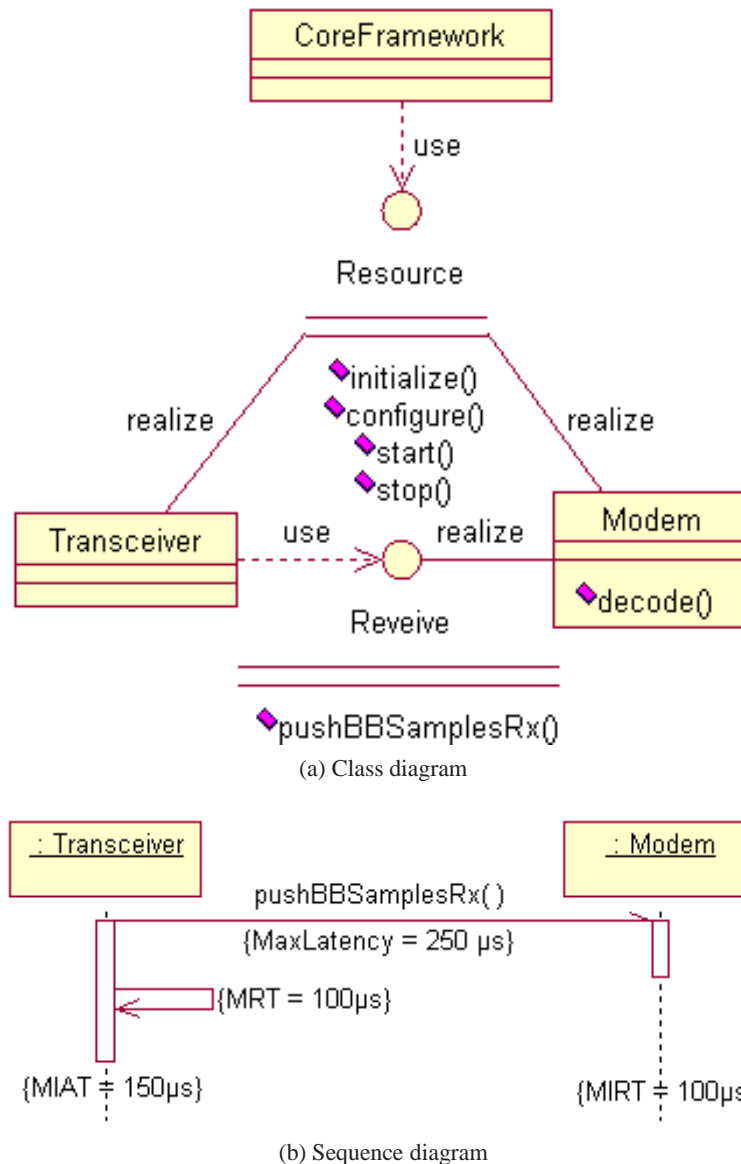 CoreFramework
use
Resource
initialize()
configure()
start()
stop()
realize
realize
Transceiver
use
realize
Modem
decode()
Reveive
pushBBSamplesRx()
(a) Class diagram
: Transceiver
: Modem
pushBBSamplesRx( )
{MaxLatency = 250 µs}
{MRT = 100µs}
{MIAT = 150µs}
{MIRT = 100µs
(b) Sequence diagram